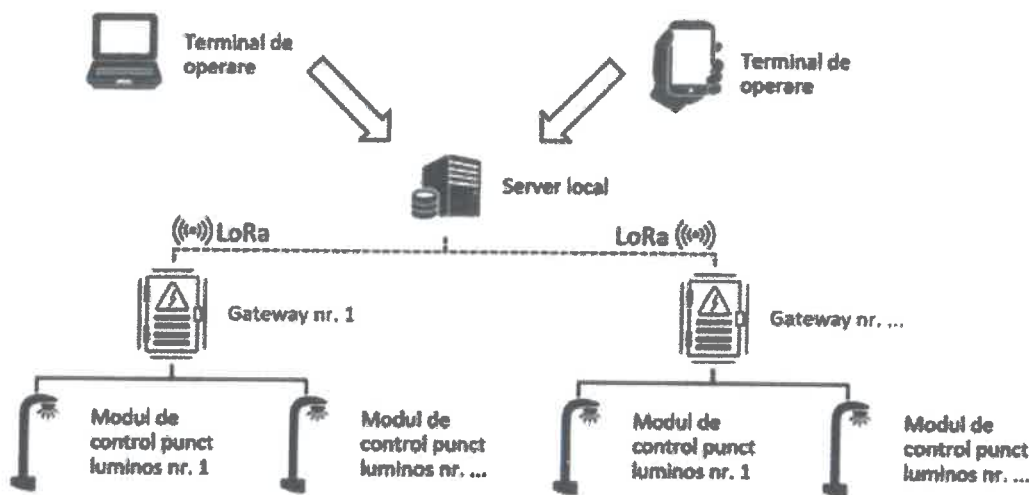 Terminal de
operare
Terminal de
operare
Server local
LoRa
LoRa
Gateway nr. 1
Gateway nr. ...
Modul de
control punct
luminos nr. 1
Modul de
control punct
luminos nr. ...
Modul de
control punct
luminos nr. 1
Modul de
control punct
luminos nr. ...